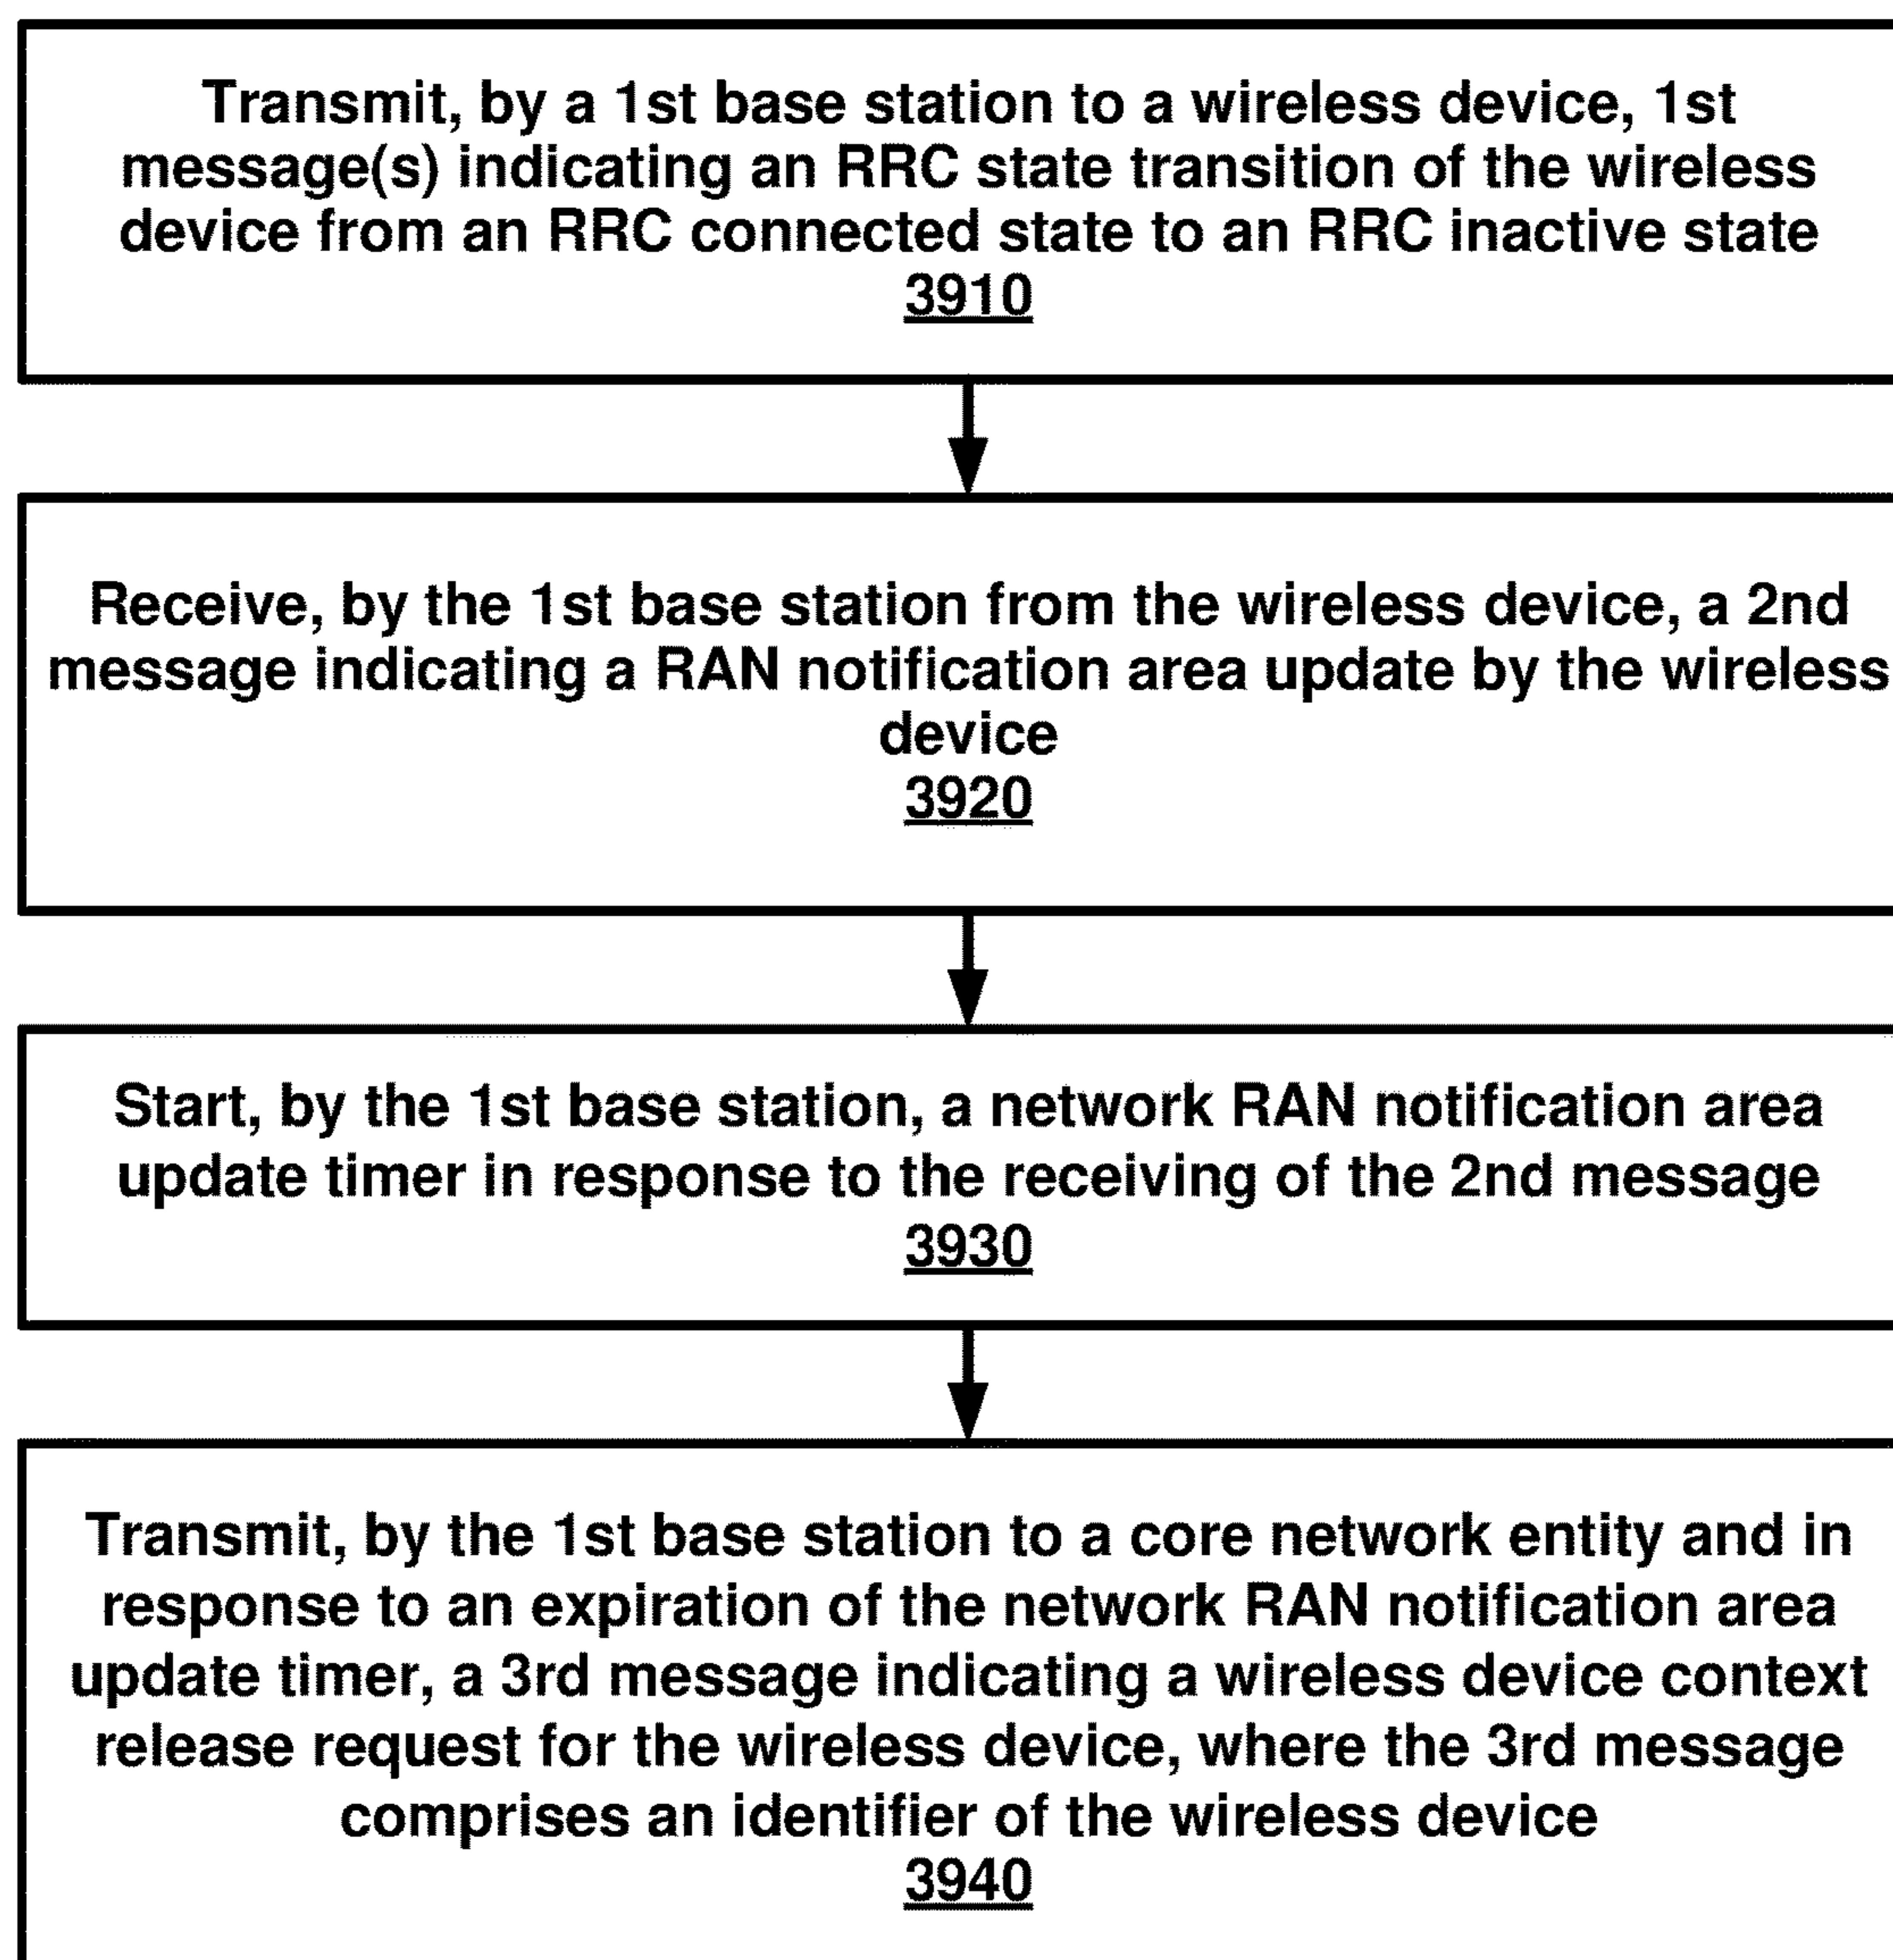 Transmit, by a 1st base station to a wireless device, 1st
message(s) indicating an RRC state transition of the wireless
device from an RRC connected state to an RRC inactive state
3910
Receive, by the 1st base station from the wireless device, a 2nd
message indicating a RAN notification area update by the wireless
device
3920
Start, by the 1st base station, a network RAN notification area
update timer in response to the receiving of the 2nd message
3930
Transmit, by the 1st base station to a core network entity and in
response to an expiration of the network RAN notification area
update timer, a 3rd message indicating a wireless device context
release request for the wireless device, where the 3rd message
comprises an identifier of the wireless device
3940